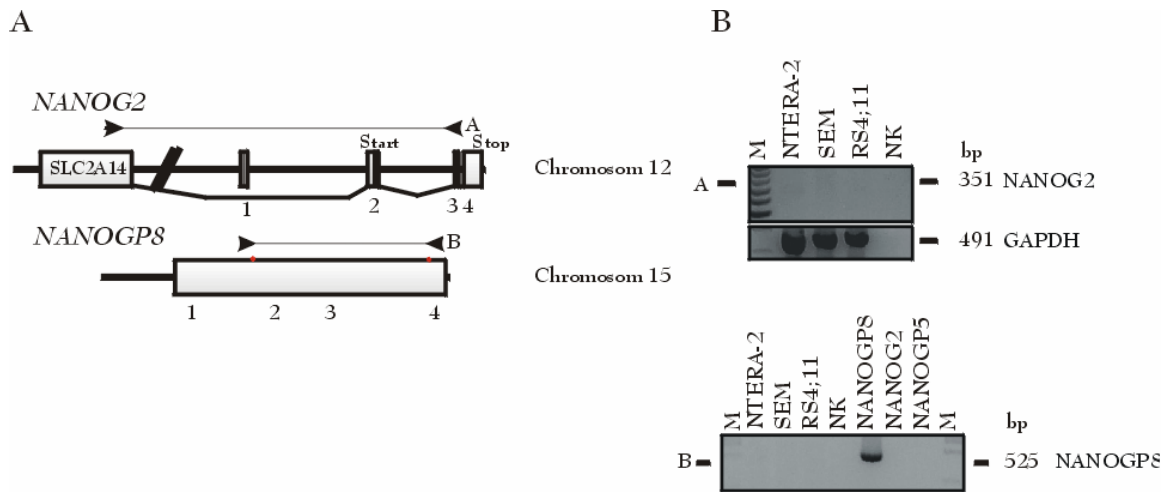 A
NANOG2
A
Start
Stop
SLC2A14
Chromosom 12
1 2 3 4
NANOGP8
B
Chromosom 15
1 2 3 4
B
M NTERA-2 SEM RS4;11 NK bp
A 351 NANOG2
491 GAPDH
M NTERA-2 SEM RS4;11 NK NANOGP8 NANOG2 NANOGP5 M bp
B 525 NANOGP8